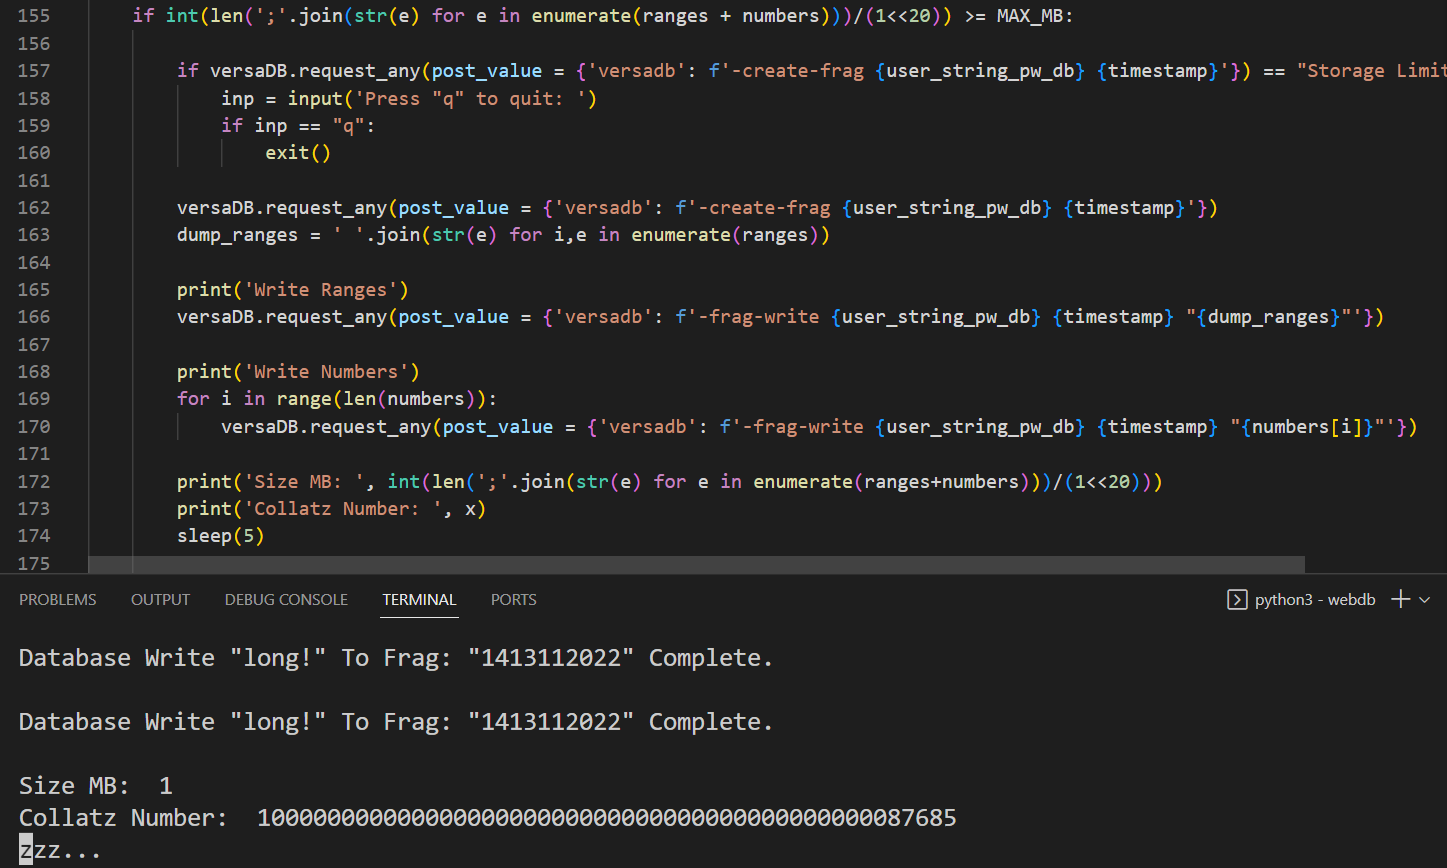 155 if int(len(';'.join(str(e) for e in enumerate(ranges + numbers)))/(1<<20)) >= MAX_MB:
156
157 if versaDB.request_any(post_value = {'versadb': f'-create-frag {user_string_pw_db} {timestamp}'}) == "Storage Limit
158 inp = input('Press "q" to quit: ')
159 if inp == "q":
160 exit()
161
162 versaDB.request_any(post_value = {'versadb': f'-create-frag {user_string_pw_db} {timestamp}'})
163 dump_ranges = ' '.join(str(e) for i,e in enumerate(ranges))
164
165 print('Write Ranges')
166 versaDB.request_any(post_value = {'versadb': f'-frag-write {user_string_pw_db} {timestamp} "{dump_ranges}"'})
167
168 print('Write Numbers')
169 for i in range(len(numbers)):
170 versaDB.request_any(post_value = {'versadb': f'-frag-write {user_string_pw_db} {timestamp} "{numbers[i]}"'})
171
172 print('Size MB: ', int(len(';'.join(str(e) for e in enumerate(ranges+numbers)))/(1<<20)))
173 print('Collatz Number: ', x)
174 sleep(5)
175
PROBLEMS OUTPUT DEBUG CONSOLE TERMINAL PORTS python3 - webdb
Database Write "long!" To Frag: "1413112022" Complete.
Database Write "long!" To Frag: "1413112022" Complete.
Size MB:  1
Collatz Number:  10000000000000000000000000000000000000000000087685
zzz...